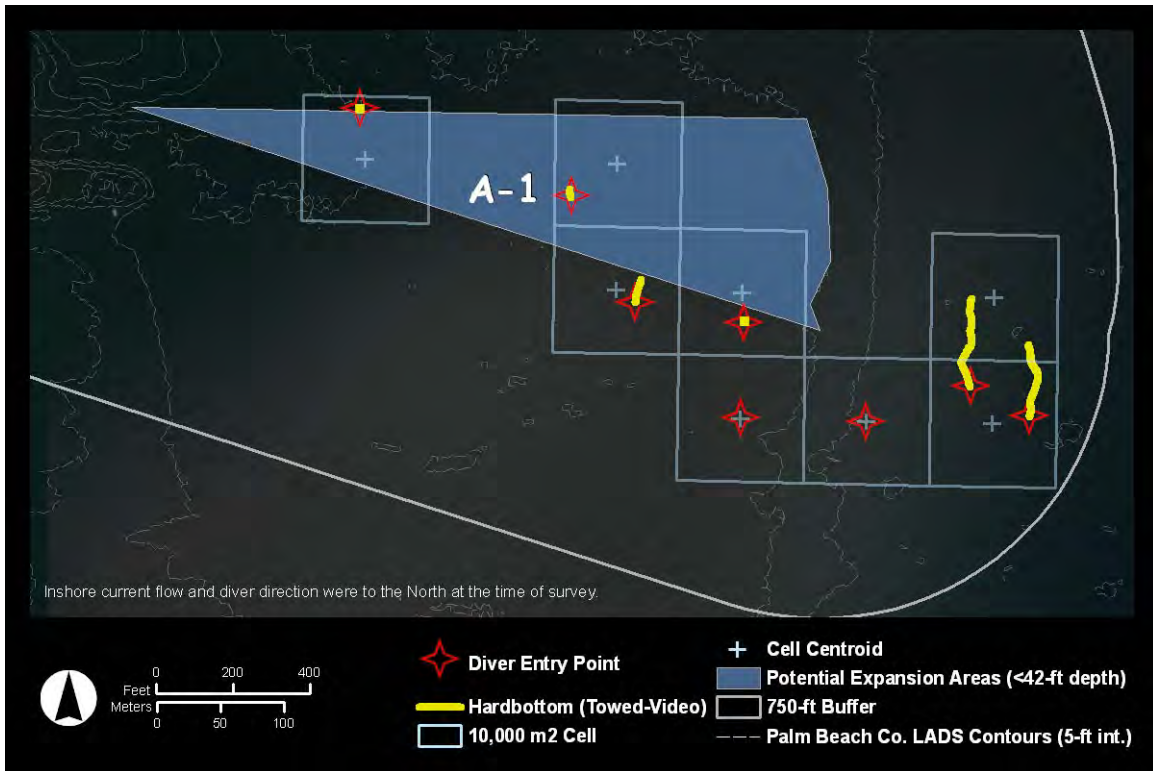 A-1
Inshore current flow and diver direction were to the North at the time of survey.
0 200 400
Feet
Meters
0 50 100
Diver Entry Point
Hardbottom (Towed-Video)
10,000 m2 Cell
Cell Centroid
Potential Expansion Areas (<42-ft depth)
750-ft Buffer
Palm Beach Co. LADS Contours (5-ft int.)